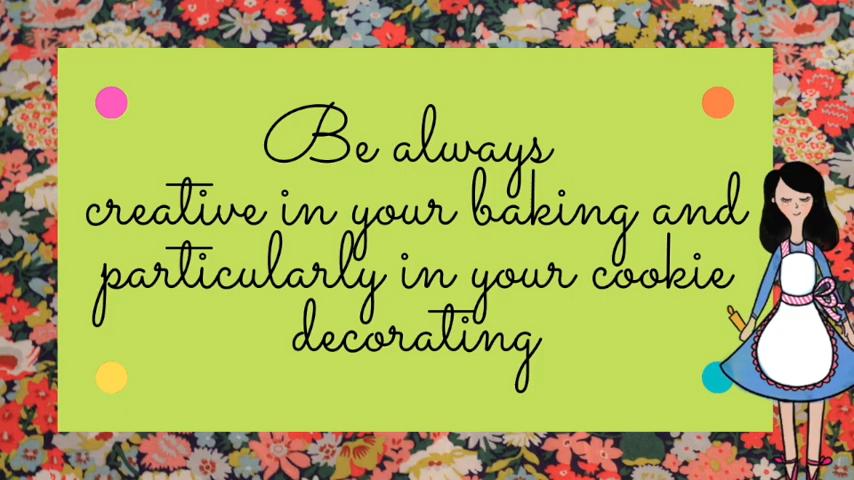 Be always
creative in your baking and
particularly in your cookie
decorating